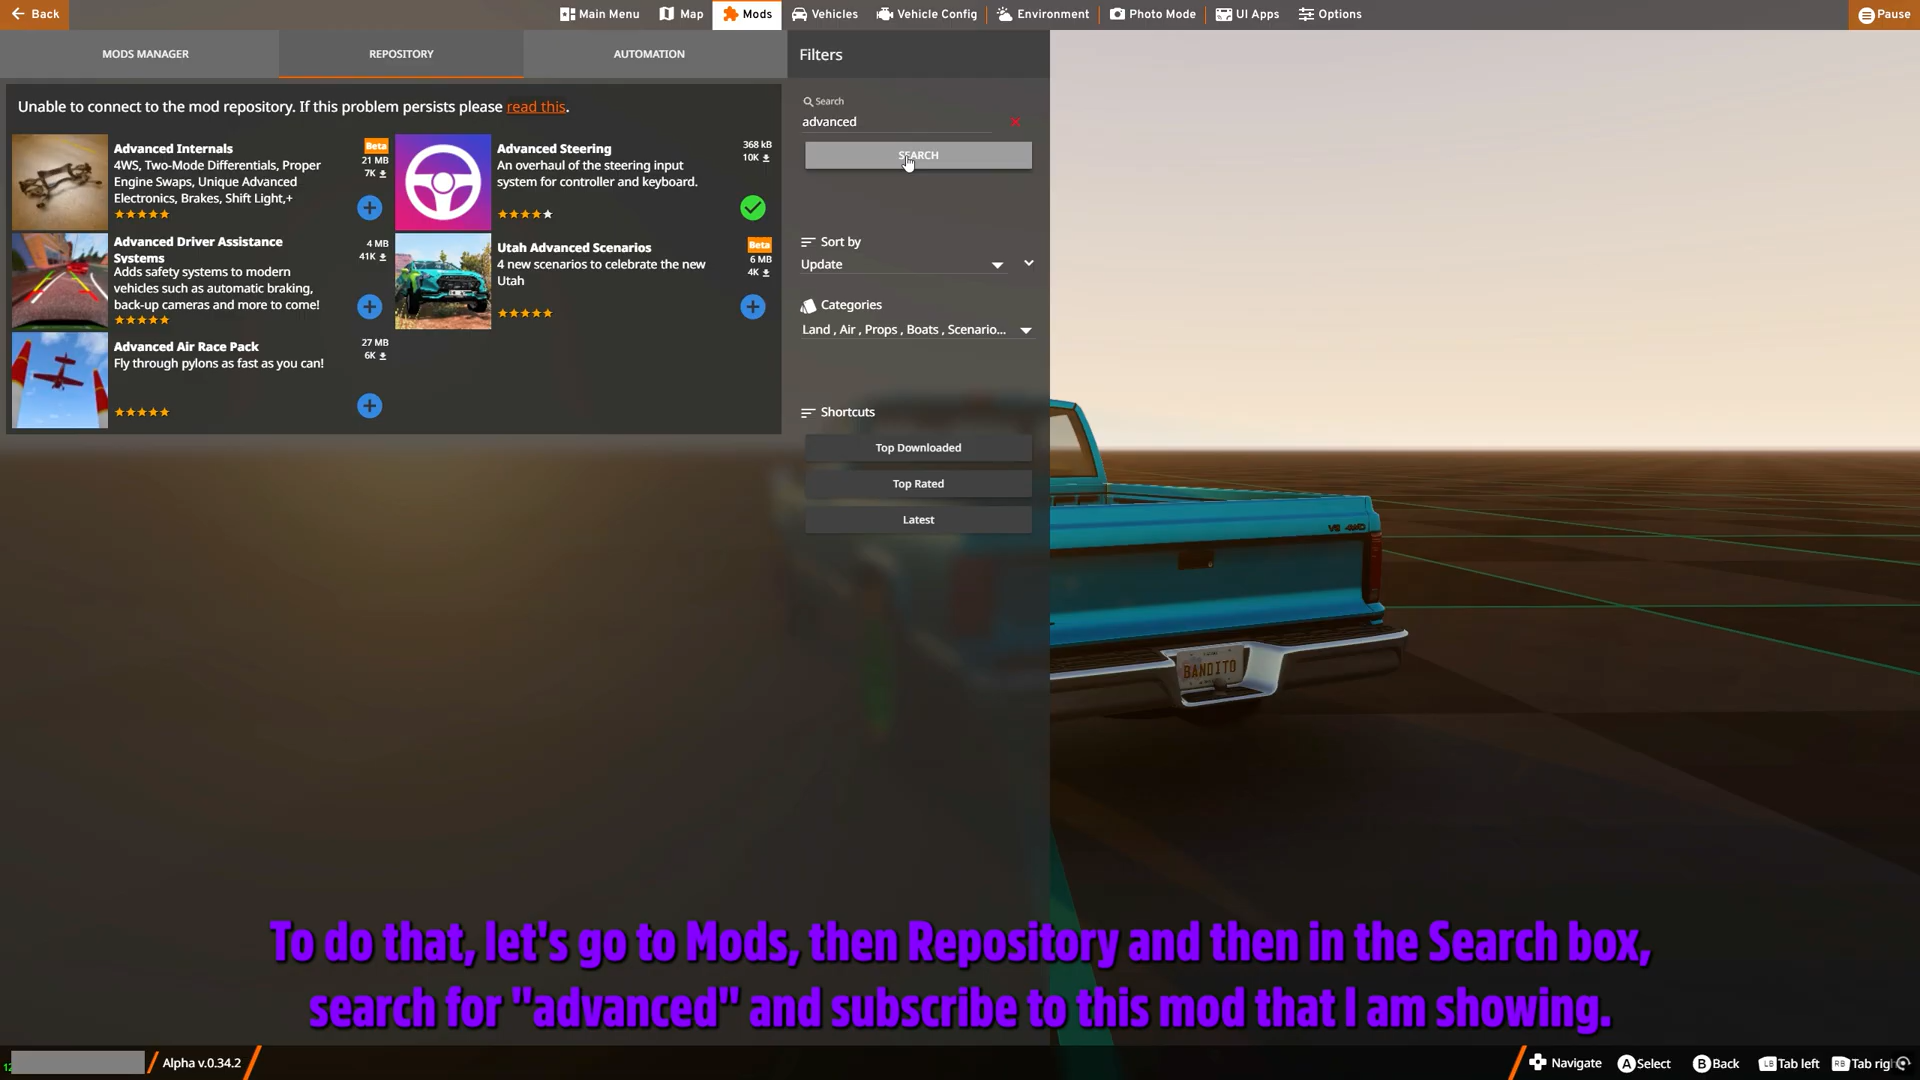 Back
Main Menu
Map
Mods
Vehicles
Vehicle Config
Environment
Photo Mode
UI Apps
Options
Pause
MODS MANAGER
REPOSITORY
AUTOMATION
Filters
Unable to connect to the mod repository. If this problem persists please read this.
Advanced Internals
4WS, Two-Mode Differentials, Proper
Engine Swaps, Unique Advanced
Electronics, Brakes, Shift Light,+
Beta
21 MB
7K
Advanced Steering
An overhaul of the steering input
system for controller and keyboard.
368 kB
10K
Advanced Driver Assistance
Systems
Adds safety systems to modern
vehicles such as automatic braking,
back-up cameras and more to come!
4 MB
41K
Utah Advanced Scenarios
4 new scenarios to celebrate the new
Utah
Beta
6 MB
4K
Advanced Air Race Pack
Fly through pylons as fast as you can!
27 MB
6K
Search
advanced
SEARCH
Sort by
Update
Categories
Land , Air , Props , Boats , Scenario...
Shortcuts
Top Downloaded
Top Rated
Latest
V8 4WD
BANDITO
To do that, let's go to Mods, then Repository and then in the Search box,
search for "advanced" and subscribe to this mod that I am showing.
Alpha v.0.34.2
Navigate
A Select
B Back
LB Tab left
RB Tab rig